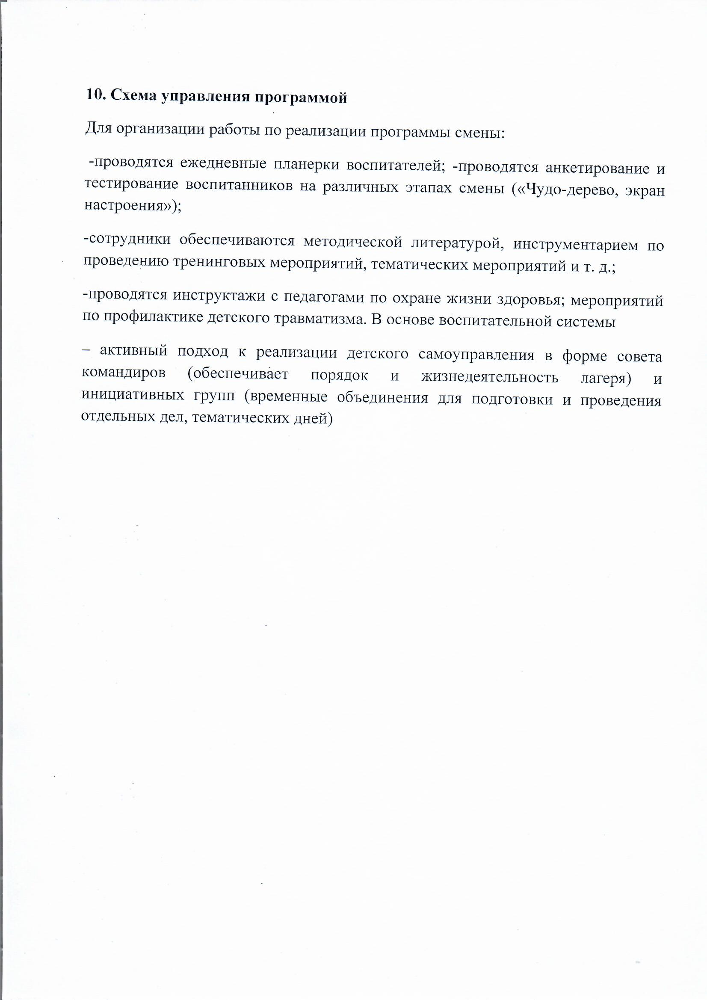 10. Схема управления программой
Для организации работы по реализации программы смены:
-проводятся ежедневные планерки воспитателей; -проводятся анкетирование и
тестирование воспитанников на различных этапах смены («Чудо-дерево, экран
настроения»);
-сотрудники обеспечиваются методической литературой, инструментарием по
проведению тренинговых мероприятий, тематических мероприятий и т. д.;
-проводятся инструктажи с педагогами по охране жизни здоровья; мероприятий
по профилактике детского травматизма. В основе воспитательной системы
– активный подход к реализации детского самоуправления в форме совета
командиров (обеспечивает порядок и жизнедеятельность лагеря) и
инициативных групп (временные объединения для подготовки и проведения
отдельных дел, тематических дней)